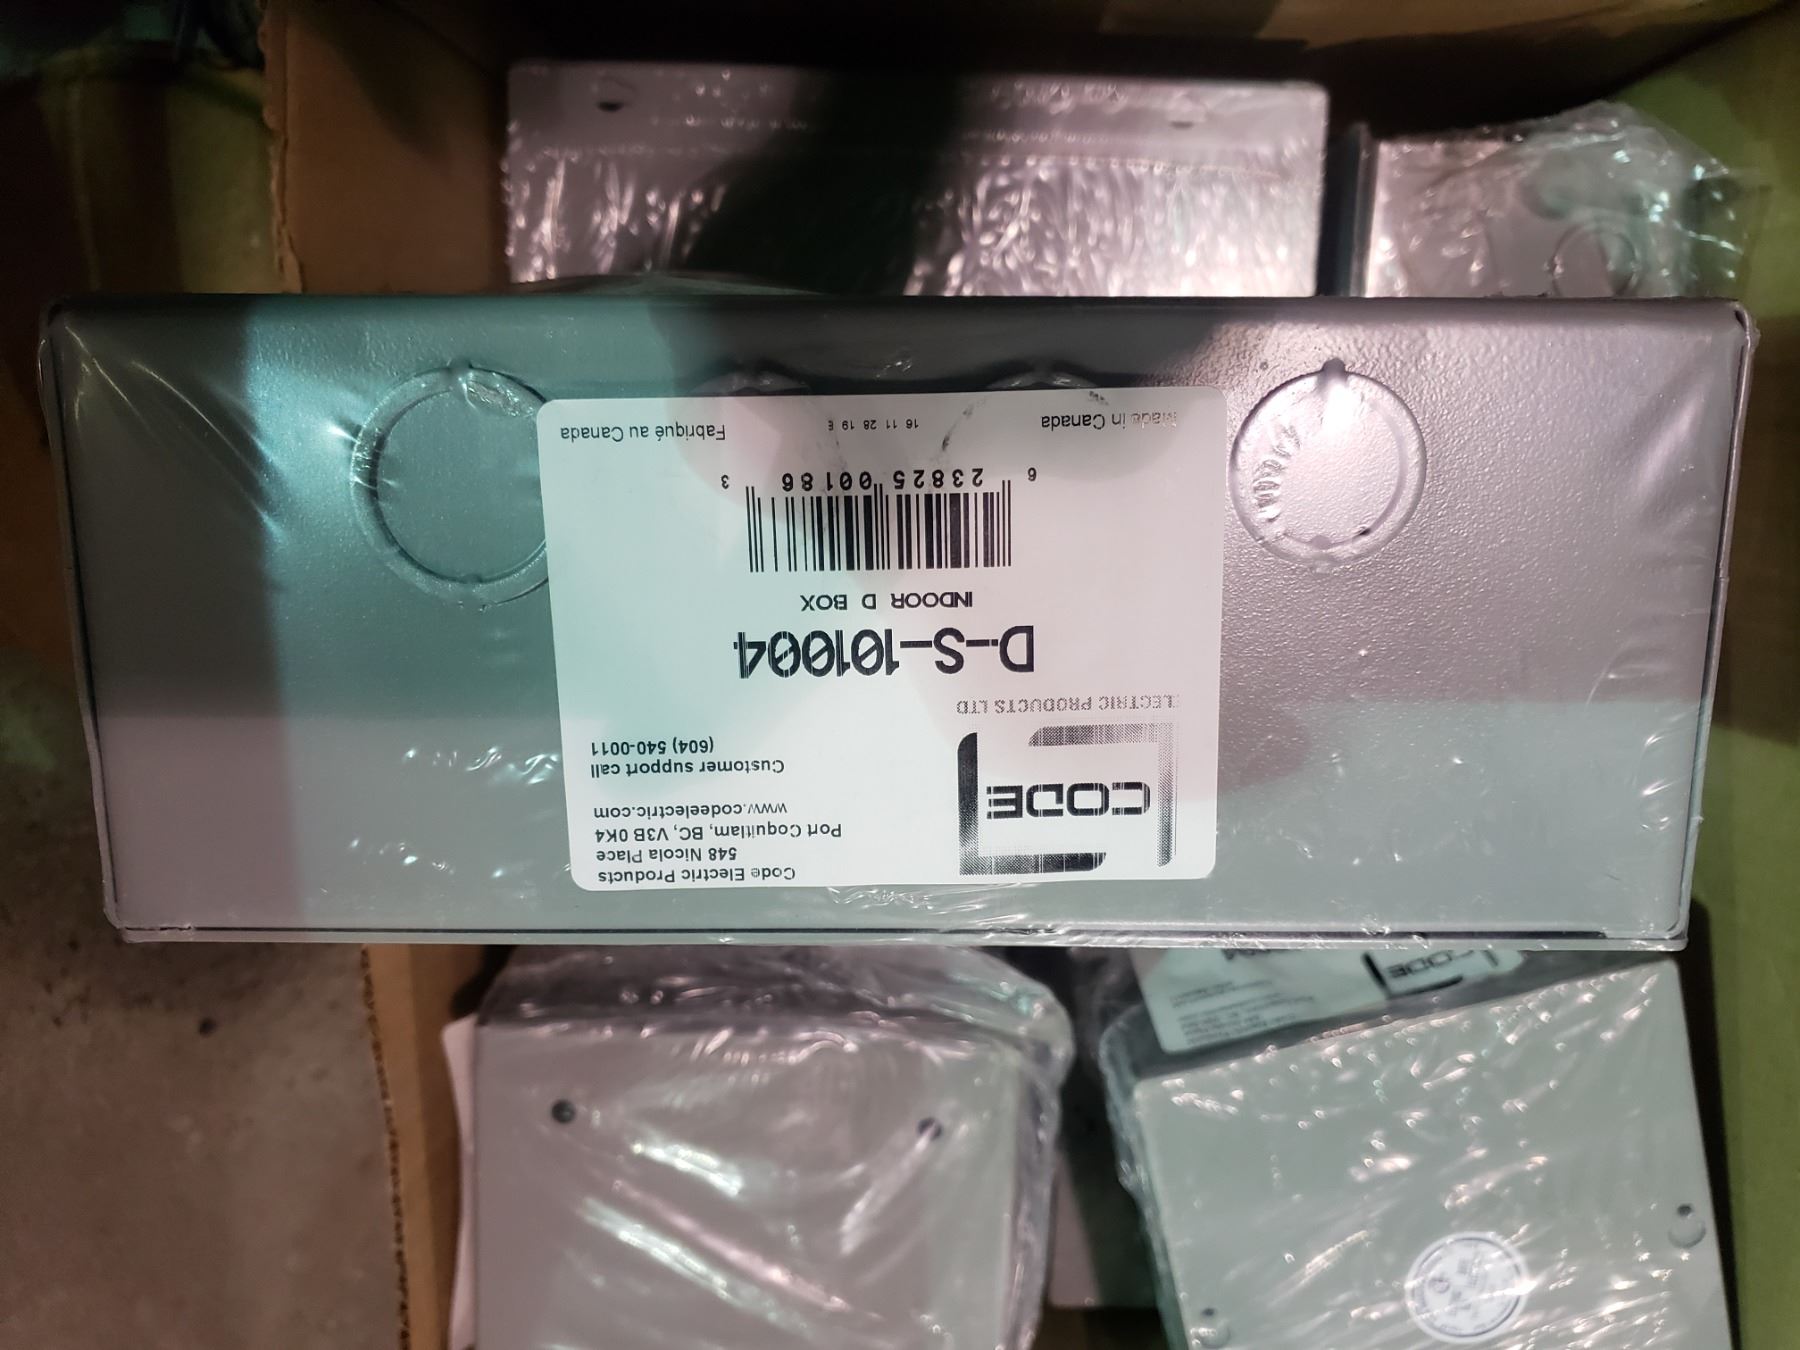 CODE
ELECTRIC PRODUCTS LTD
Code Electric Products
548 Nicola Place
Port Coquitlam, BC, V3B 0K4
www.codeelectric.com
Customer support call
(604) 540-0011
D-S-101004
INDOOR D BOX
6 23825 00186 3
Made in Canada
16 11 28 19 E
Fabriqué au Canada
CODE